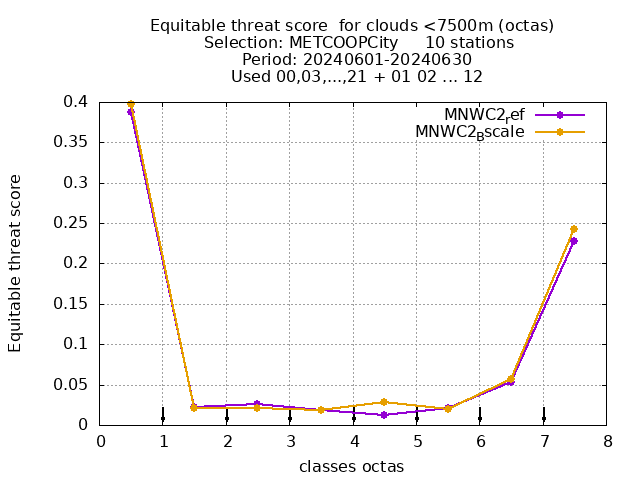 Equitable threat score  for clouds <7500m (octas)
Selection: METCOOPCity     10 stations
Period: 20240601-20240630
Used 00,03,...,21 + 01 02 ... 12
MNWC2ref
MNWC2Bscale
Equitable threat score
0.4
0.35
0.3
0.25
0.2
0.15
0.1
0.05
0
0 1 2 3 4 5 6 7 8
classes octas